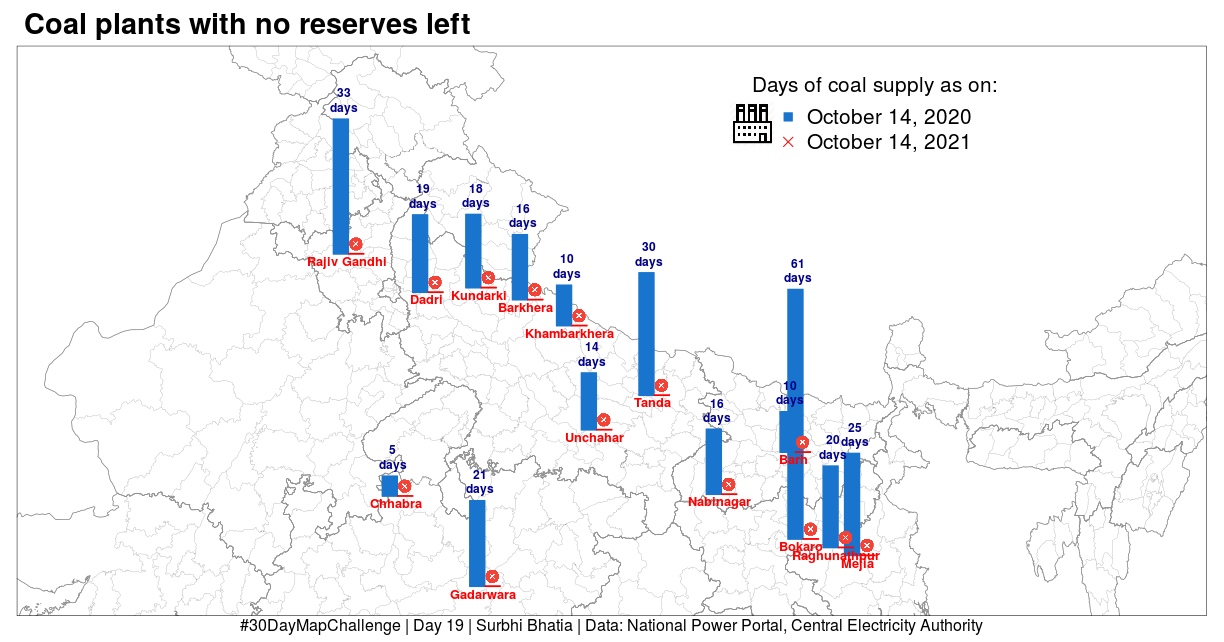 Coal plants with no reserves left
Days of coal supply as on:
October 14, 2020
October 14, 2021
33
days
Rajiv Gandhi
19
days
Dadri
18
days
Kundarki
16
days
Barkhera
10
days
Khambarkhera
14
days
Unchahar
30
days
Tanda
61
days
Bokaro
10
days
Barh
16
days
Nabinagar
20
days
Raghunathpur
25
days
Mejia
5
days
Chhabra
21
days
Gadarwara
#30DayMapChallenge | Day 19 | Surbhi Bhatia | Data: National Power Portal, Central Electricity Authority